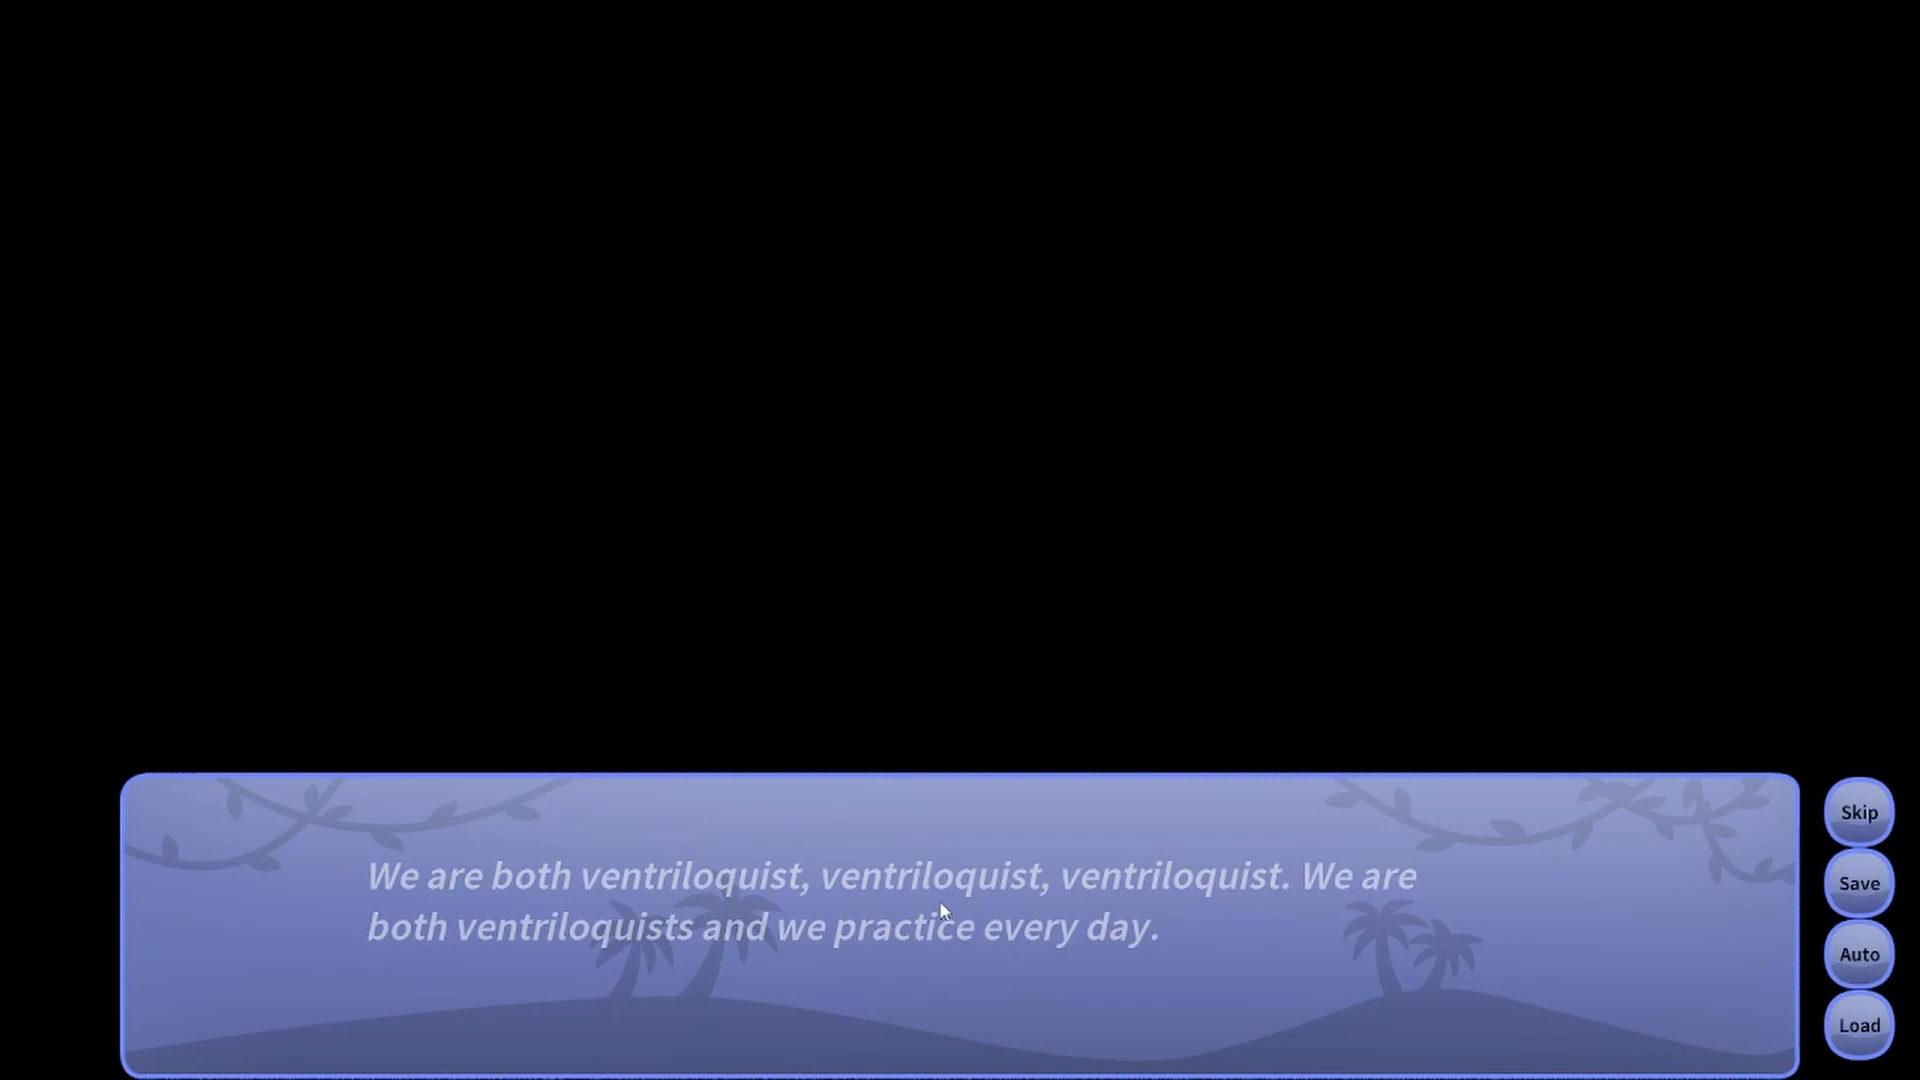 We are both ventriloquist, ventriloquist, ventriloquist. We are
both ventriloquists and we practice every day.
Skip
Save
Auto
Load